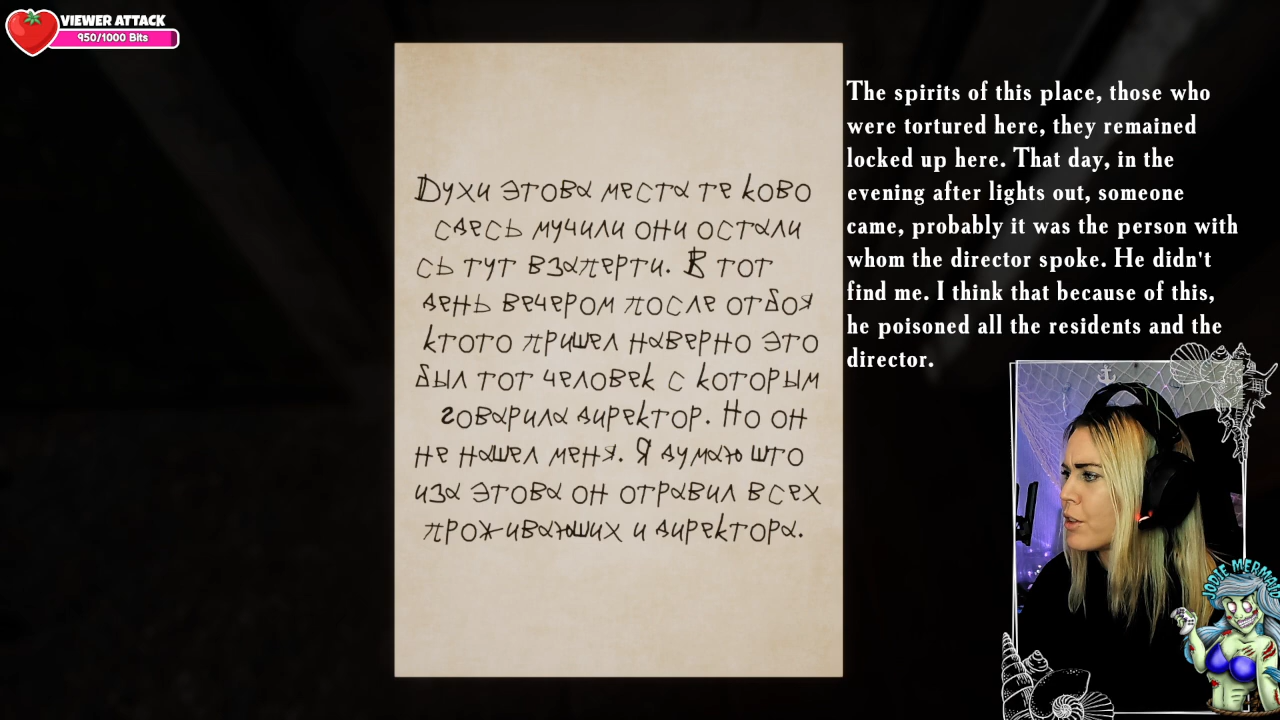 VIEWER ATTACK
950/1000 Bits
Духи этова места те ково
сдесь мучили они остали
сь тут взаперти. В тот
день вечером после отбоя
ктото пришел наверно это
был тот человек с которым
говарила директор. Но он
не нашел меня. Я думаю што
иза этова он отравил всех
проживаюших и директора.
The spirits of this place, those who
were tortured here, they remained
locked up here. That day, in the
evening after lights out, someone
came, probably it was the person with
whom the director spoke. He didn't
find me. I think that because of this,
he poisoned all the residents and the
director.
JODIE MERMAID